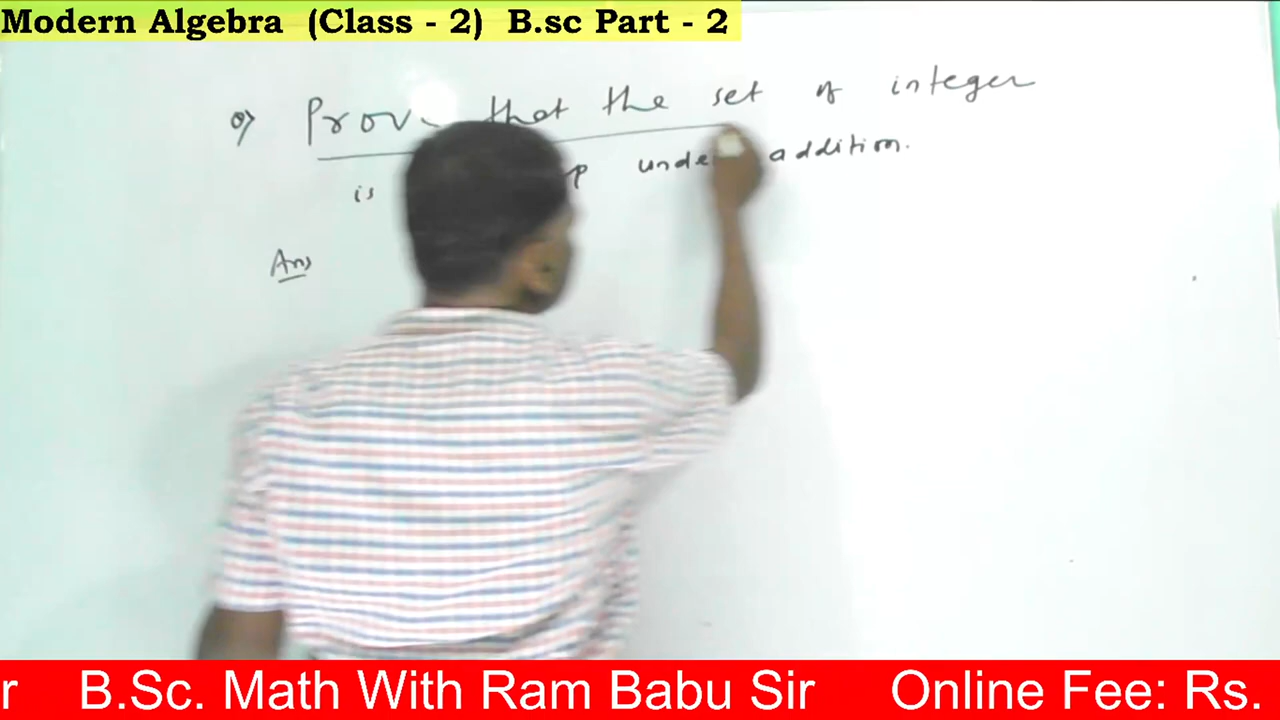 Modern Algebra (Class - 2) B.sc Part - 2
Q) that the set of integer
is under addition.
Ans
r B.Sc. Math With Ram Babu Sir Online Fee: Rs.